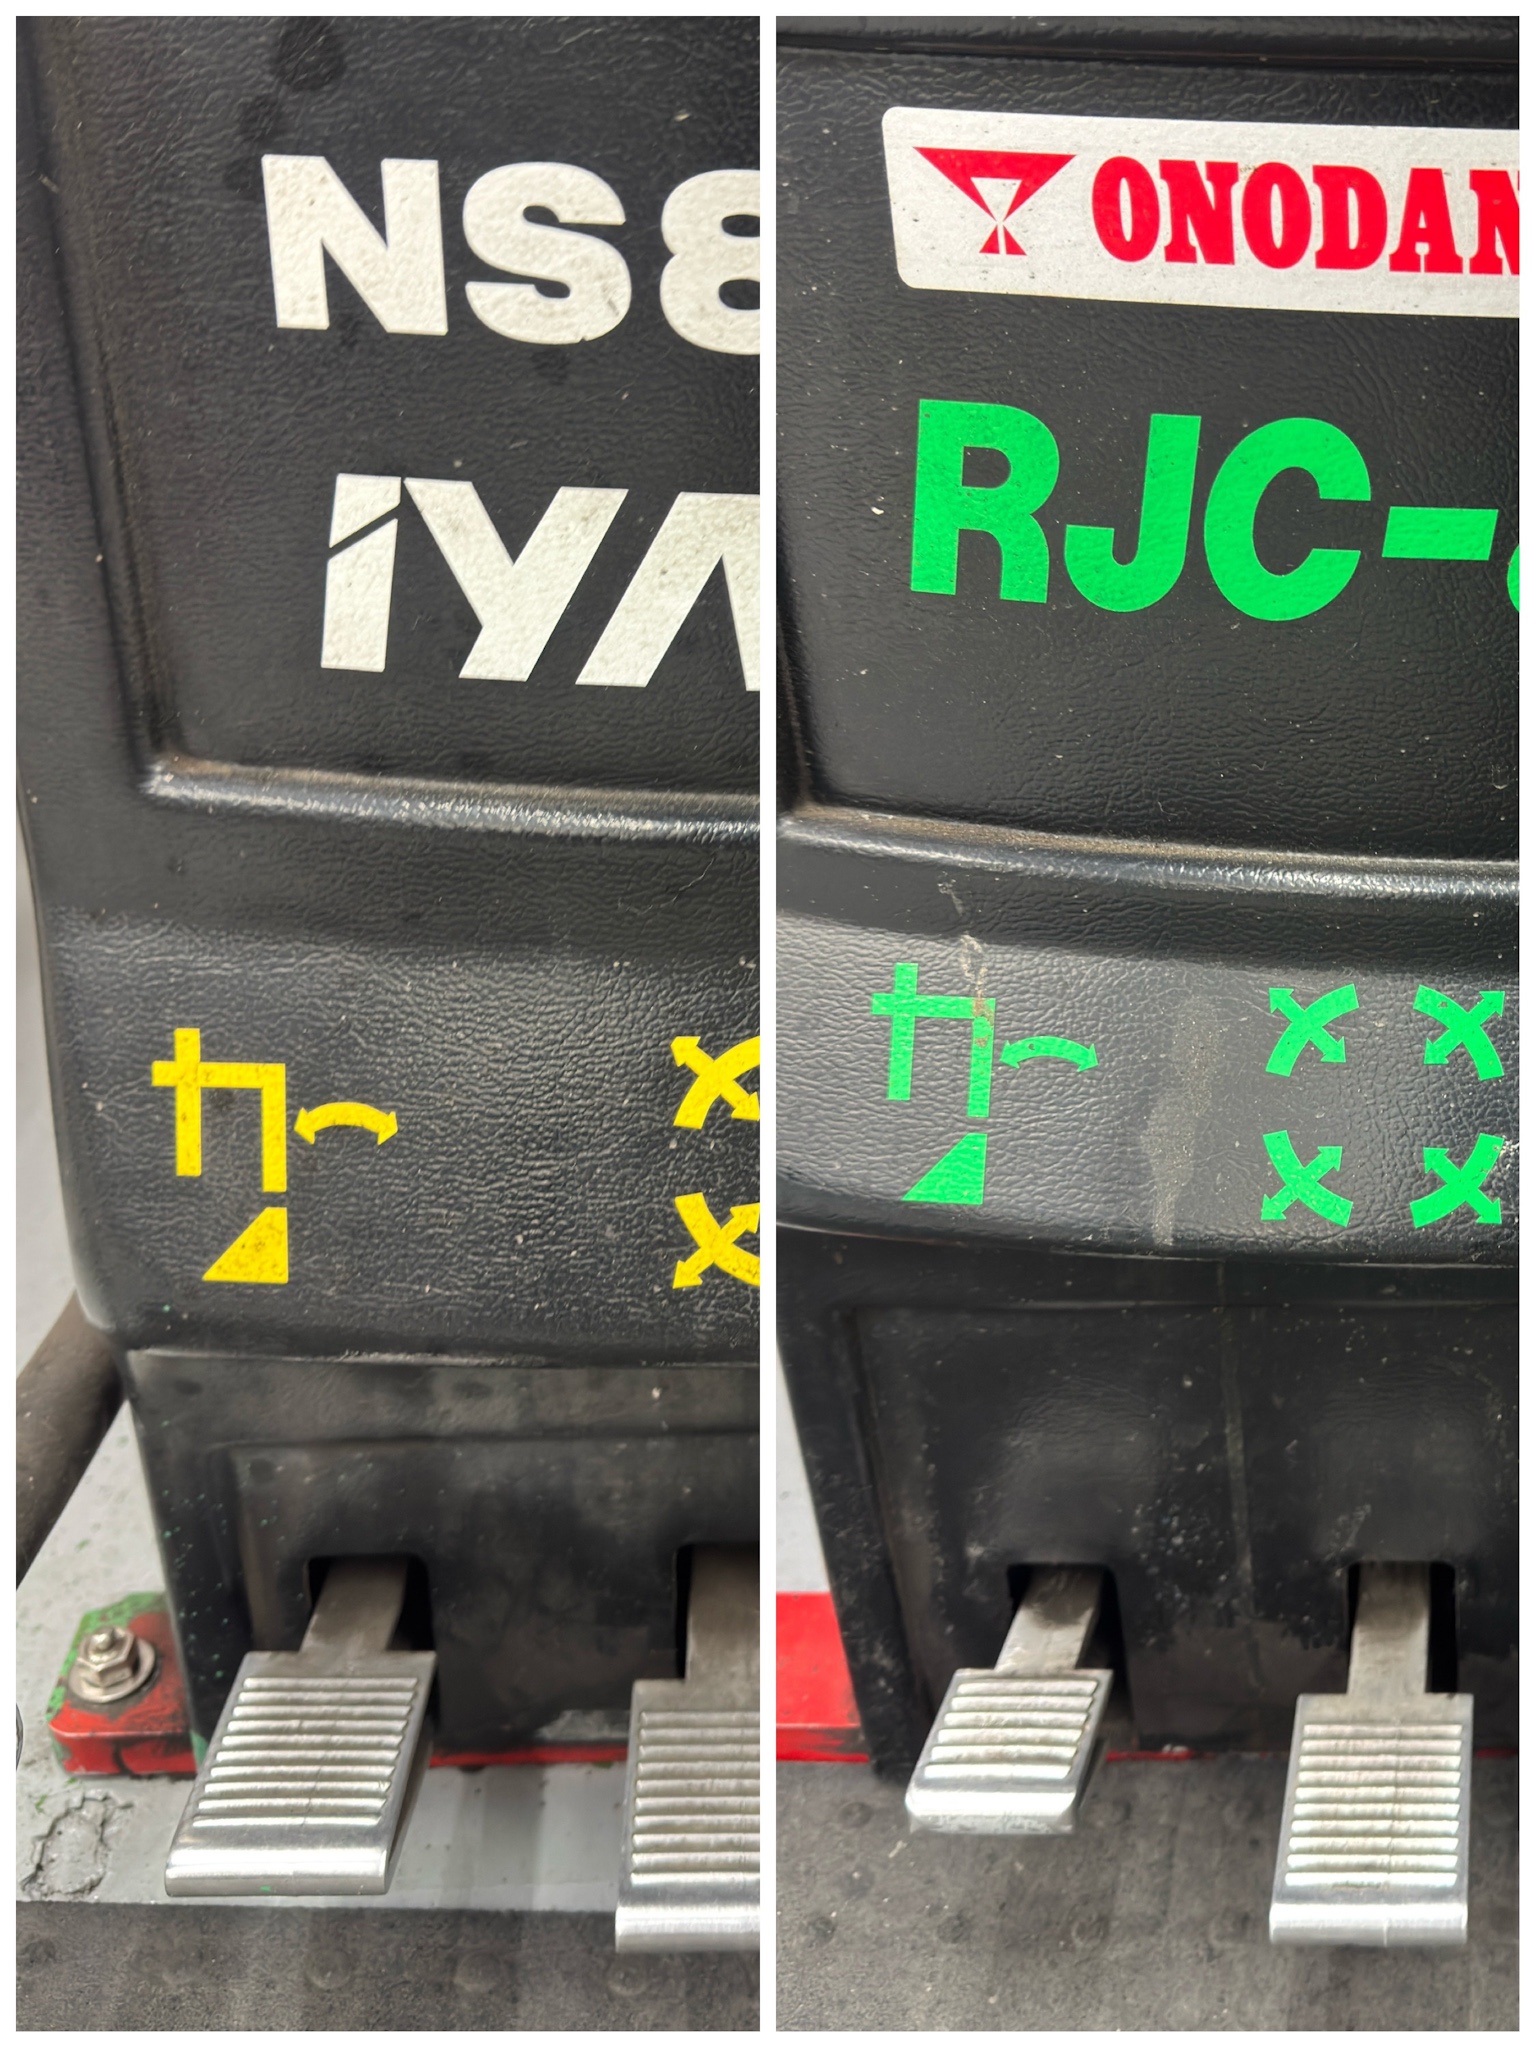 NS8
iYA
ONODAN
RJC-